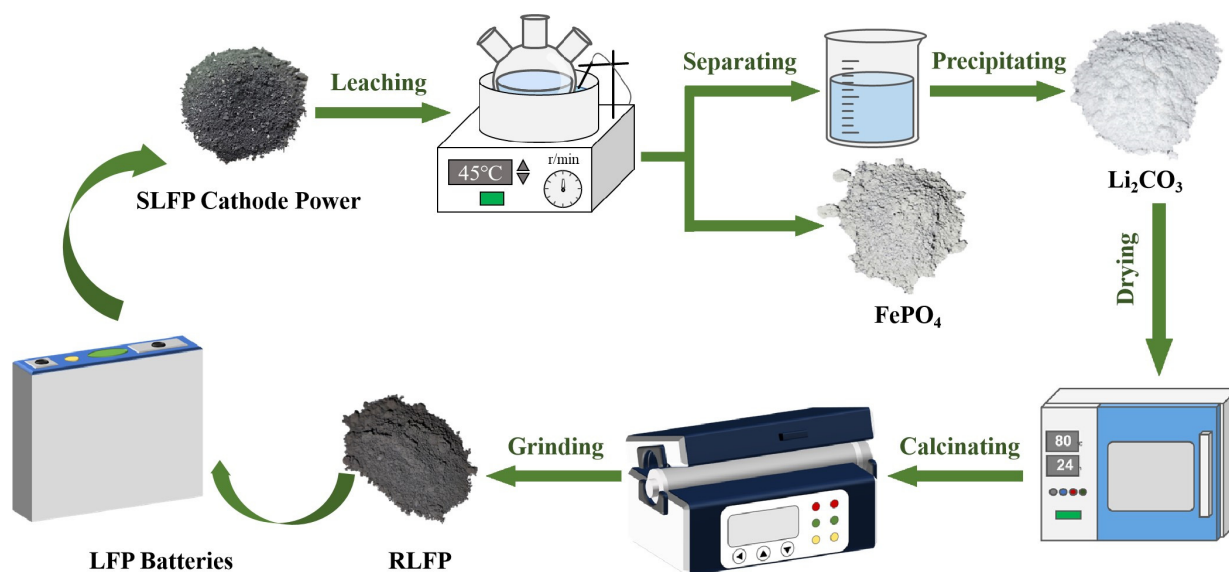 Leaching
Separating
Precipitating
r/min
45°C
SLFP Cathode Power
Li₂CO₃
FePO₄
Drying
80 °C
24
Calcinating
Grinding
LFP Batteries
RLFP